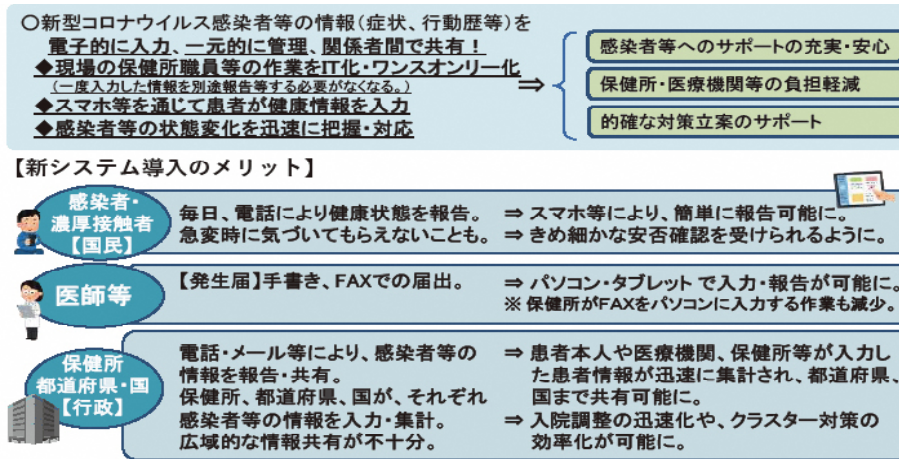 ○新型コロナウイルス感染者等の情報(症状、行動歴等)を
電子的に入力、一元的に管理、関係者間で共有!
◆現場の保健所職員等の作業をIT化・ワンスオンリー化
(一度入力した情報を別途報告等する必要がなくなる。)
◆スマホ等を通じて患者が健康情報を入力
◆感染者等の状態変化を迅速に把握・対応
⇒
感染者等へのサポートの充実・安心
保健所・医療機関等の負担軽減
的確な対策立案のサポート
【新システム導入のメリット】
感染者・
濃厚接触者
【国民】
毎日、電話により健康状態を報告。
急変時に気づいてもらえないことも。
⇒ スマホ等により、簡単に報告可能に。
⇒ きめ細かな安否確認を受けられるように。
医師等
【発生届】手書き、FAXでの届出。
⇒ パソコン・タブレットで入力・報告が可能に。
※ 保健所がFAXをパソコンに入力する作業も減少。
保健所
都道府県・国
【行政】
電話・メール等により、感染者等の
情報を報告・共有。
保健所、都道府県、国が、それぞれ
感染者等の情報を入力・集計。
広域的な情報共有が不十分。
⇒ 患者本人や医療機関、保健所等が入力し
た患者情報が迅速に集計され、都道府県、
国まで共有可能に。
⇒ 入院調整の迅速化や、クラスター対策の
効率化が可能に。